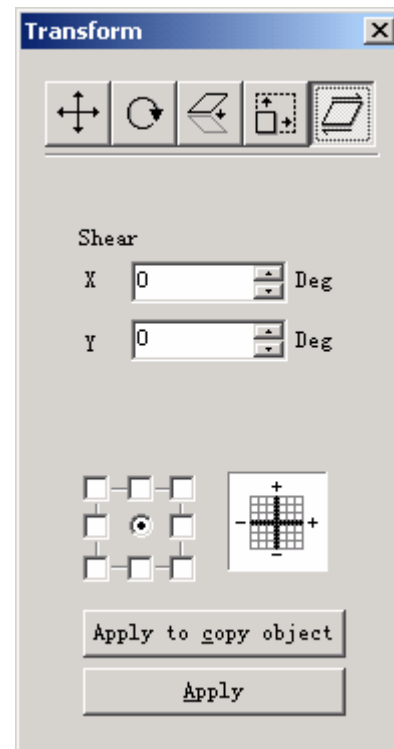 Transform
Shear
X 0 Deg
Y 0 Deg
+
- +
-
Apply to copy object
Apply